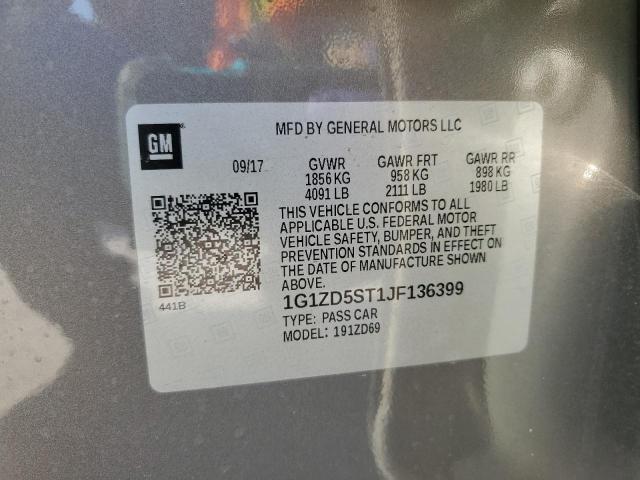 GM
MFD BY GENERAL MOTORS LLC
09/17 GVWR GAWR FRT GAWR RR
1856 KG 958 KG 898 KG
4091 LB 2111 LB 1980 LB
THIS VEHICLE CONFORMS TO ALL
APPLICABLE U.S. FEDERAL MOTOR
VEHICLE SAFETY, BUMPER, AND THEFT
PREVENTION STANDARDS IN EFFECT ON
THE DATE OF MANUFACTURE SHOWN
ABOVE.
441B
1G1ZD5ST1JF136399
TYPE: PASS CAR
MODEL: 191ZD69